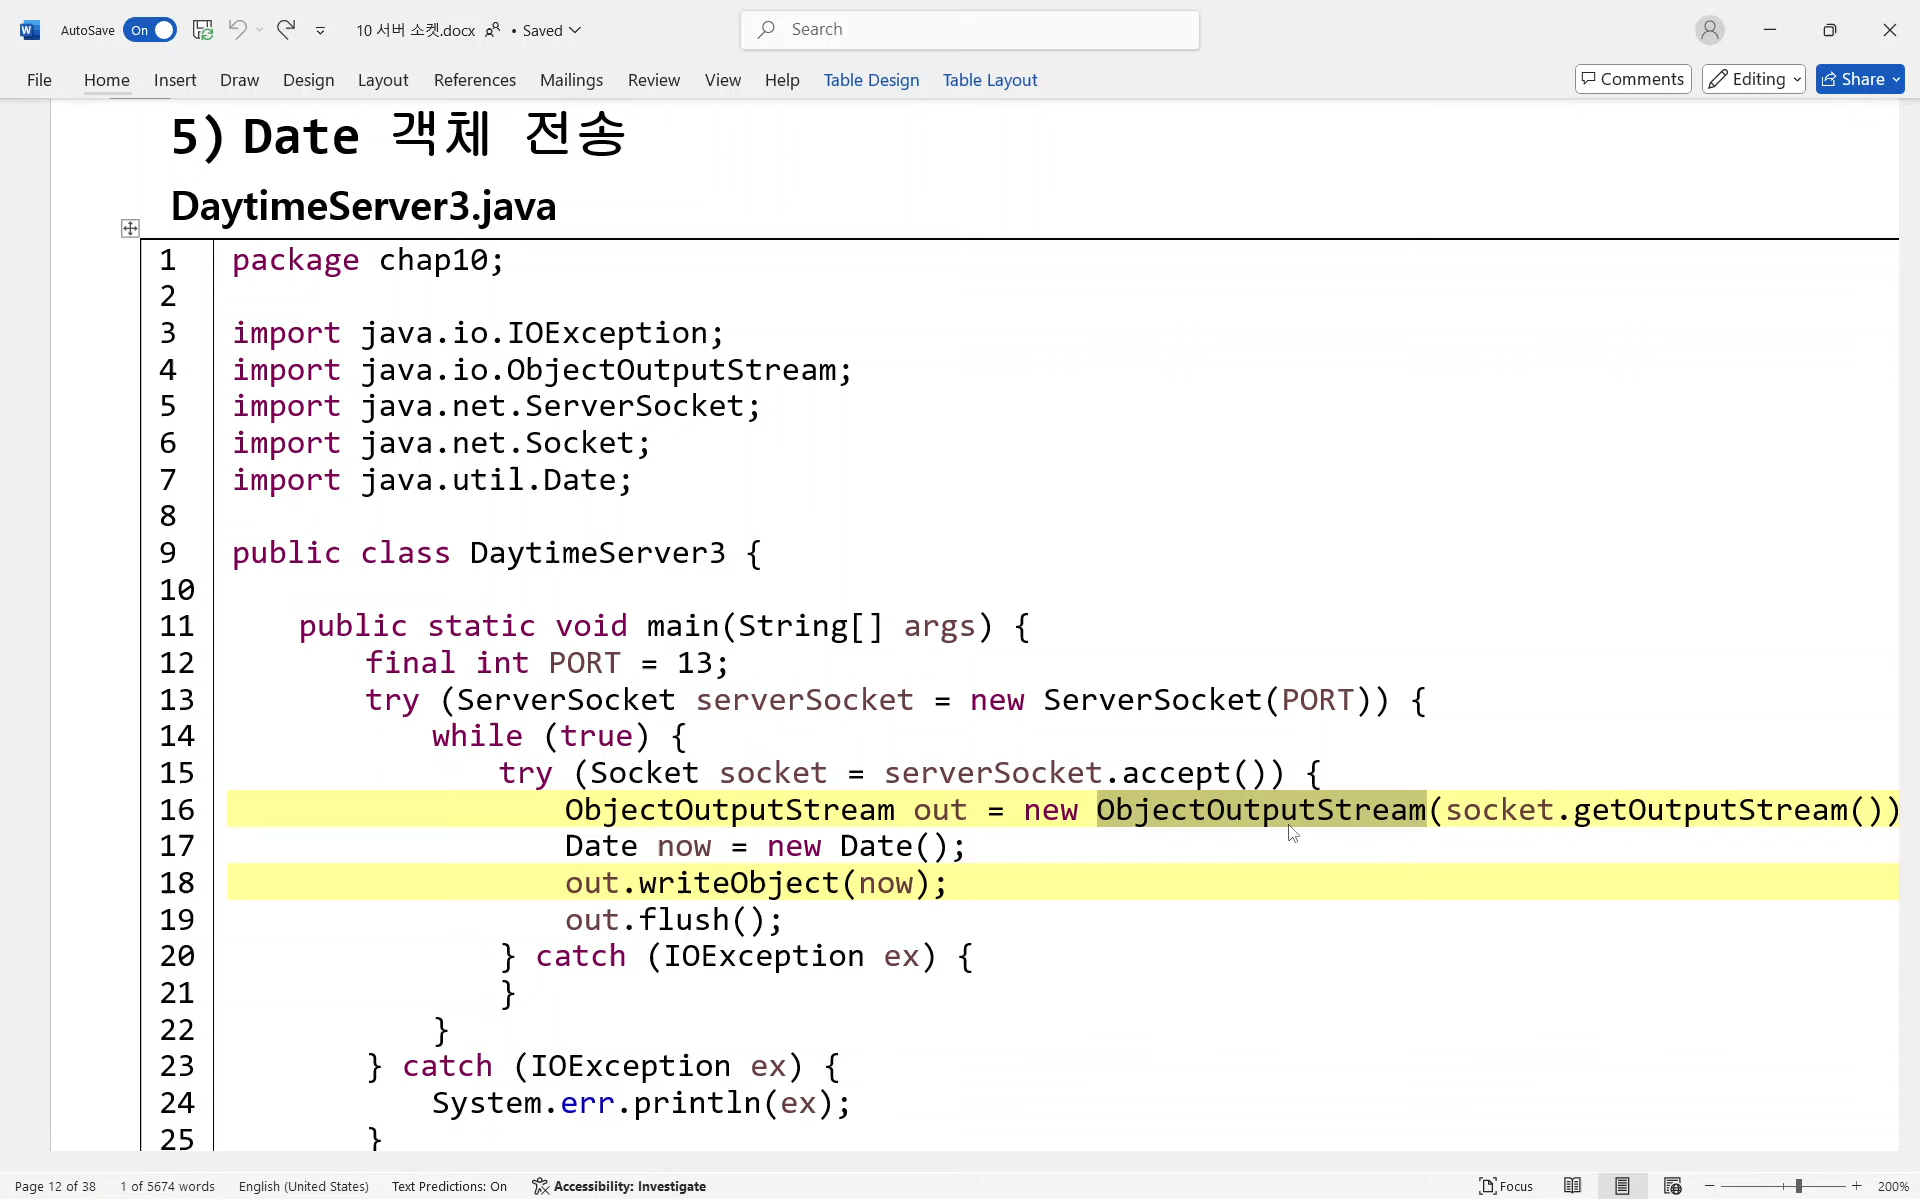 AutoSave On 10 서버 소켓.docx • Saved Search
File Home Insert Draw Design Layout References Mailings Review View Help Table Design Table Layout Comments Editing Share
5) Date 객체 전송
DaytimeServer3.java
1 package chap10;
2
3 import java.io.IOException;
4 import java.io.ObjectOutputStream;
5 import java.net.ServerSocket;
6 import java.net.Socket;
7 import java.util.Date;
8
9 public class DaytimeServer3 {
10
11 public static void main(String[] args) {
12 final int PORT = 13;
13 try (ServerSocket serverSocket = new ServerSocket(PORT)) {
14 while (true) {
15 try (Socket socket = serverSocket.accept()) {
16 ObjectOutputStream out = new ObjectOutputStream(socket.getOutputStream())
17 Date now = new Date();
18 out.writeObject(now);
19 out.flush();
20 } catch (IOException ex) {
21 }
22 }
23 } catch (IOException ex) {
24 System.err.println(ex);
25 }
Page 12 of 38 1 of 5674 words English (United States) Text Predictions: On Accessibility: Investigate Focus 200%